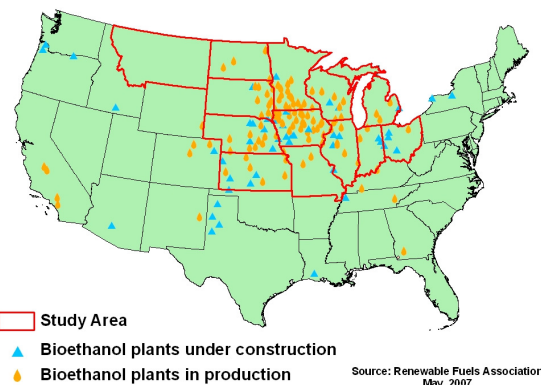 Study Area
Bioethanol plants under construction
Bioethanol plants in production
Source: Renewable Fuels Association
May, 2007